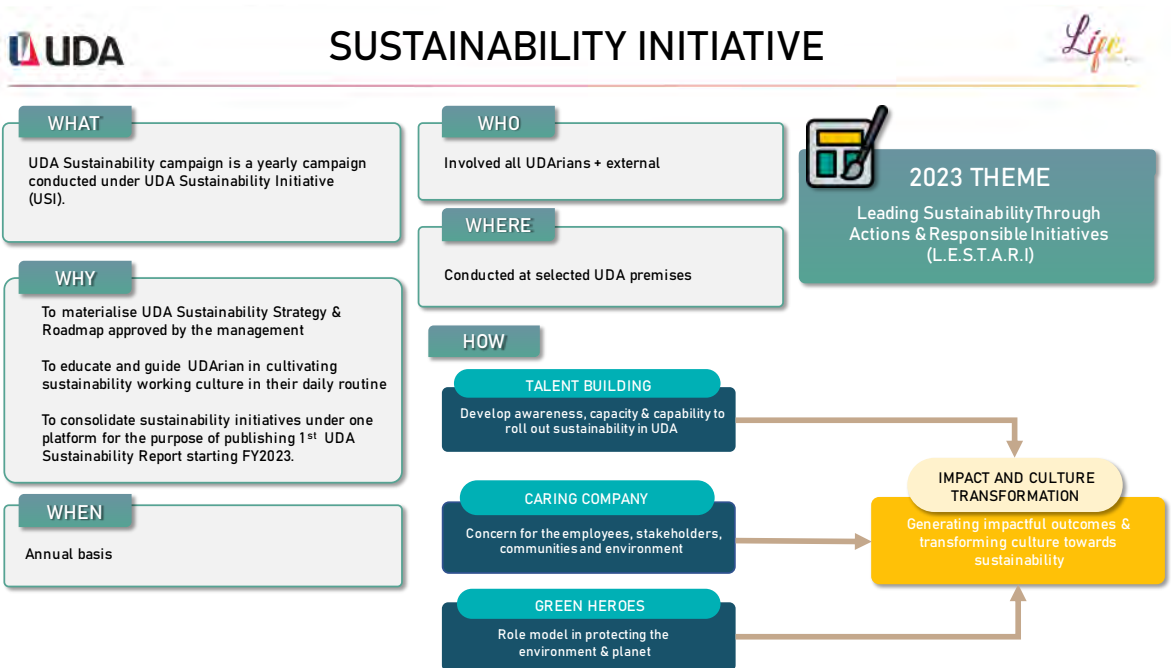 UDA
SUSTAINABILITY INITIATIVE
Life
WHAT
UDA Sustainability campaign is a yearly campaign
conducted under UDA Sustainability Initiative
(USI).
WHY
To materialise UDA Sustainability Strategy &
Roadmap approved by the management
To educate and guide UDArian in cultivating
sustainability working culture in their daily routine
To consolidate sustainability initiatives under one
platform for the purpose of publishing 1st UDA
Sustainability Report starting FY2023.
WHEN
Annual basis
WHO
Involved all UDArians + external
WHERE
Conducted at selected UDA premises
2023 THEME
Leading SustainabilityThrough
Actions & Responsible Initiatives
(L.E.S.T.A.R.I)
HOW
TALENT BUILDING
Develop awareness, capacity & capability to
roll out sustainability in UDA
CARING COMPANY
Concern for the employees, stakeholders,
communities and environment
GREEN HEROES
Role model in protecting the
environment & planet
IMPACT AND CULTURE
TRANSFORMATION
Generating impactful outcomes &
transforming culture towards
sustainability